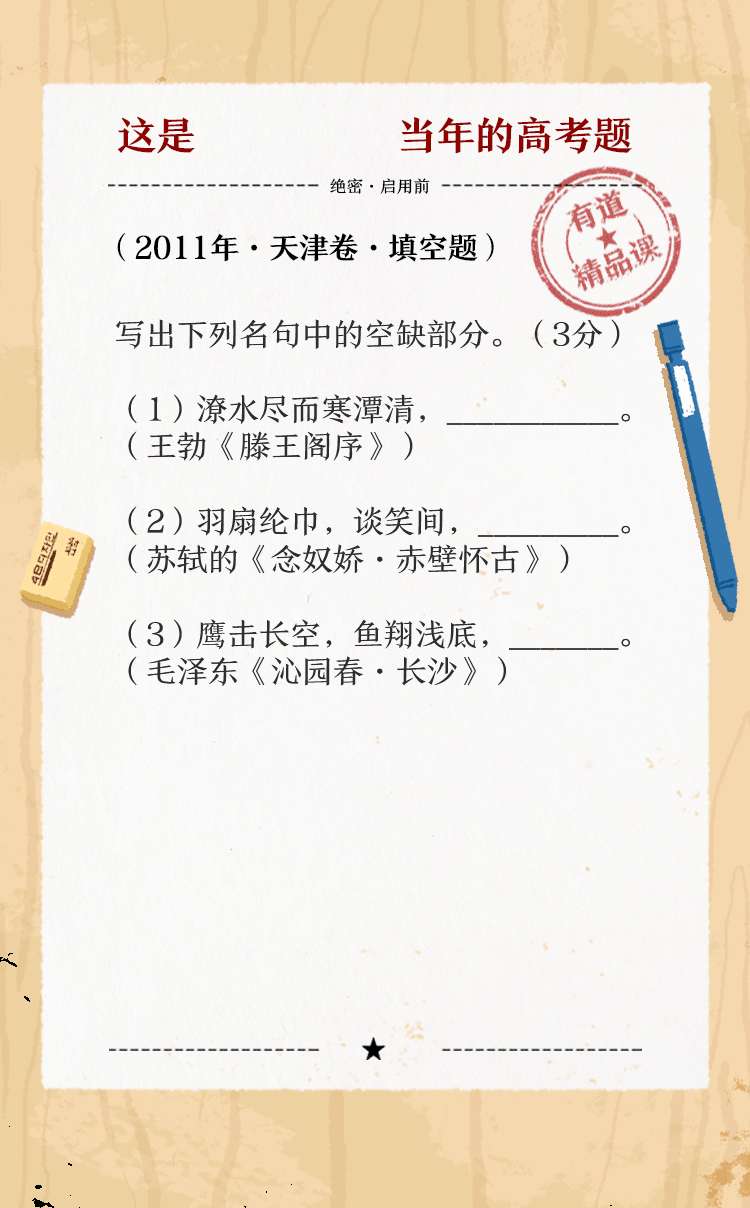 这是 当年的高考题
绝密·启用前
有道
精品课
（2011年·天津卷·填空题）
写出下列名句中的空缺部分。（3分）
（1）潦水尽而寒潭清，___________。
（王勃《滕王阁序》）
（2）羽扇纶巾，谈笑间，_________。
（苏轼的《念奴娇·赤壁怀古》）
（3）鹰击长空，鱼翔浅底，_______。
（毛泽东《沁园春·长沙》）